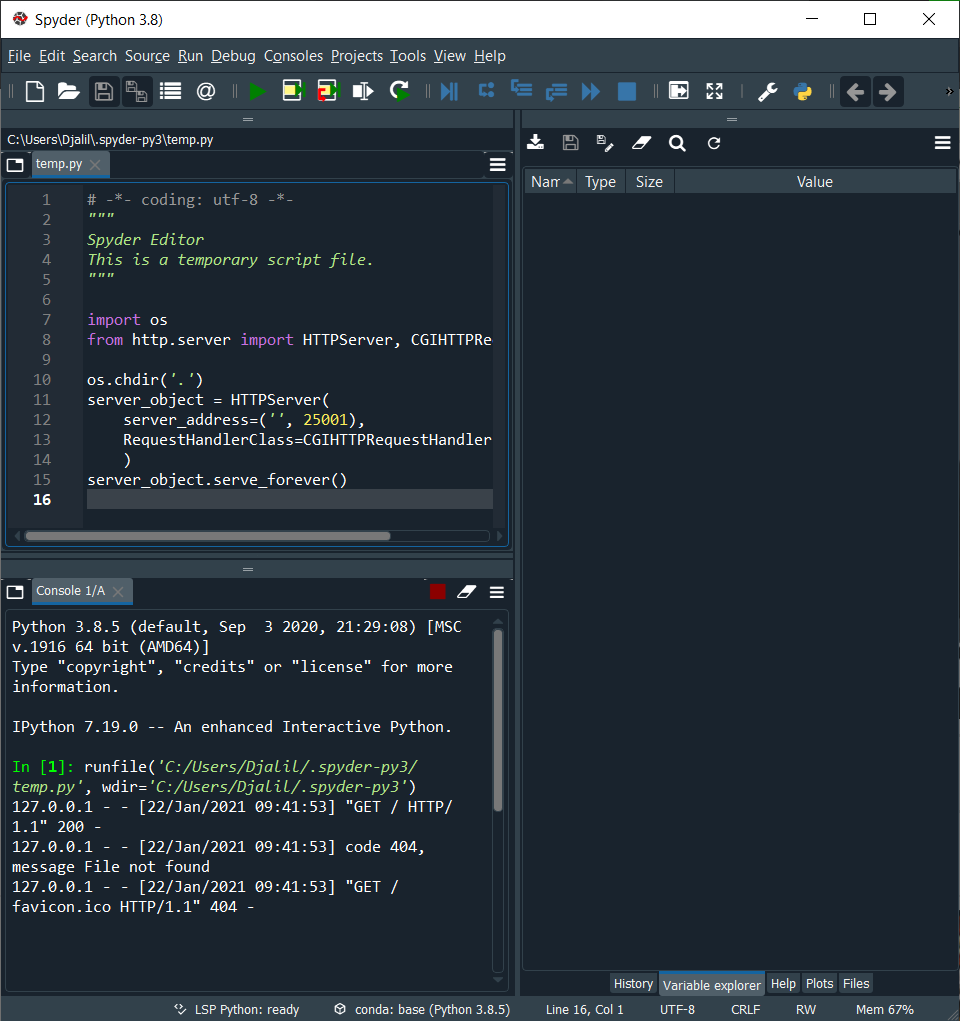 Spyder (Python 3.8)
File Edit Search Source Run Debug Consoles Projects Tools View Help
C:\Users\Djalil\.spyder-py3\temp.py
temp.py
1 # -*- coding: utf-8 -*-
2 """
3 Spyder Editor
4 This is a temporary script file.
5 """
6
7 import os
8 from http.server import HTTPServer, CGIHTTPRe
9
10 os.chdir('.')
11 server_object = HTTPServer(
12 server_address=('', 25001),
13 RequestHandlerClass=CGIHTTPRequestHandler
14 )
15 server_object.serve_forever()
16
Console 1/A
Python 3.8.5 (default, Sep  3 2020, 21:29:08) [MSC
v.1916 64 bit (AMD64)]
Type "copyright", "credits" or "license" for more
information.
IPython 7.19.0 -- An enhanced Interactive Python.
In [1]: runfile('C:/Users/Djalil/.spyder-py3/
temp.py', wdir='C:/Users/Djalil/.spyder-py3')
127.0.0.1 - - [22/Jan/2021 09:41:53] "GET / HTTP/
1.1" 200 -
127.0.0.1 - - [22/Jan/2021 09:41:53] code 404,
message File not found
127.0.0.1 - - [22/Jan/2021 09:41:53] "GET /
favicon.ico HTTP/1.1" 404 -
Nam Type Size Value
History Variable explorer Help Plots Files
LSP Python: ready conda: base (Python 3.8.5) Line 16, Col 1 UTF-8 CRLF RW Mem 67%